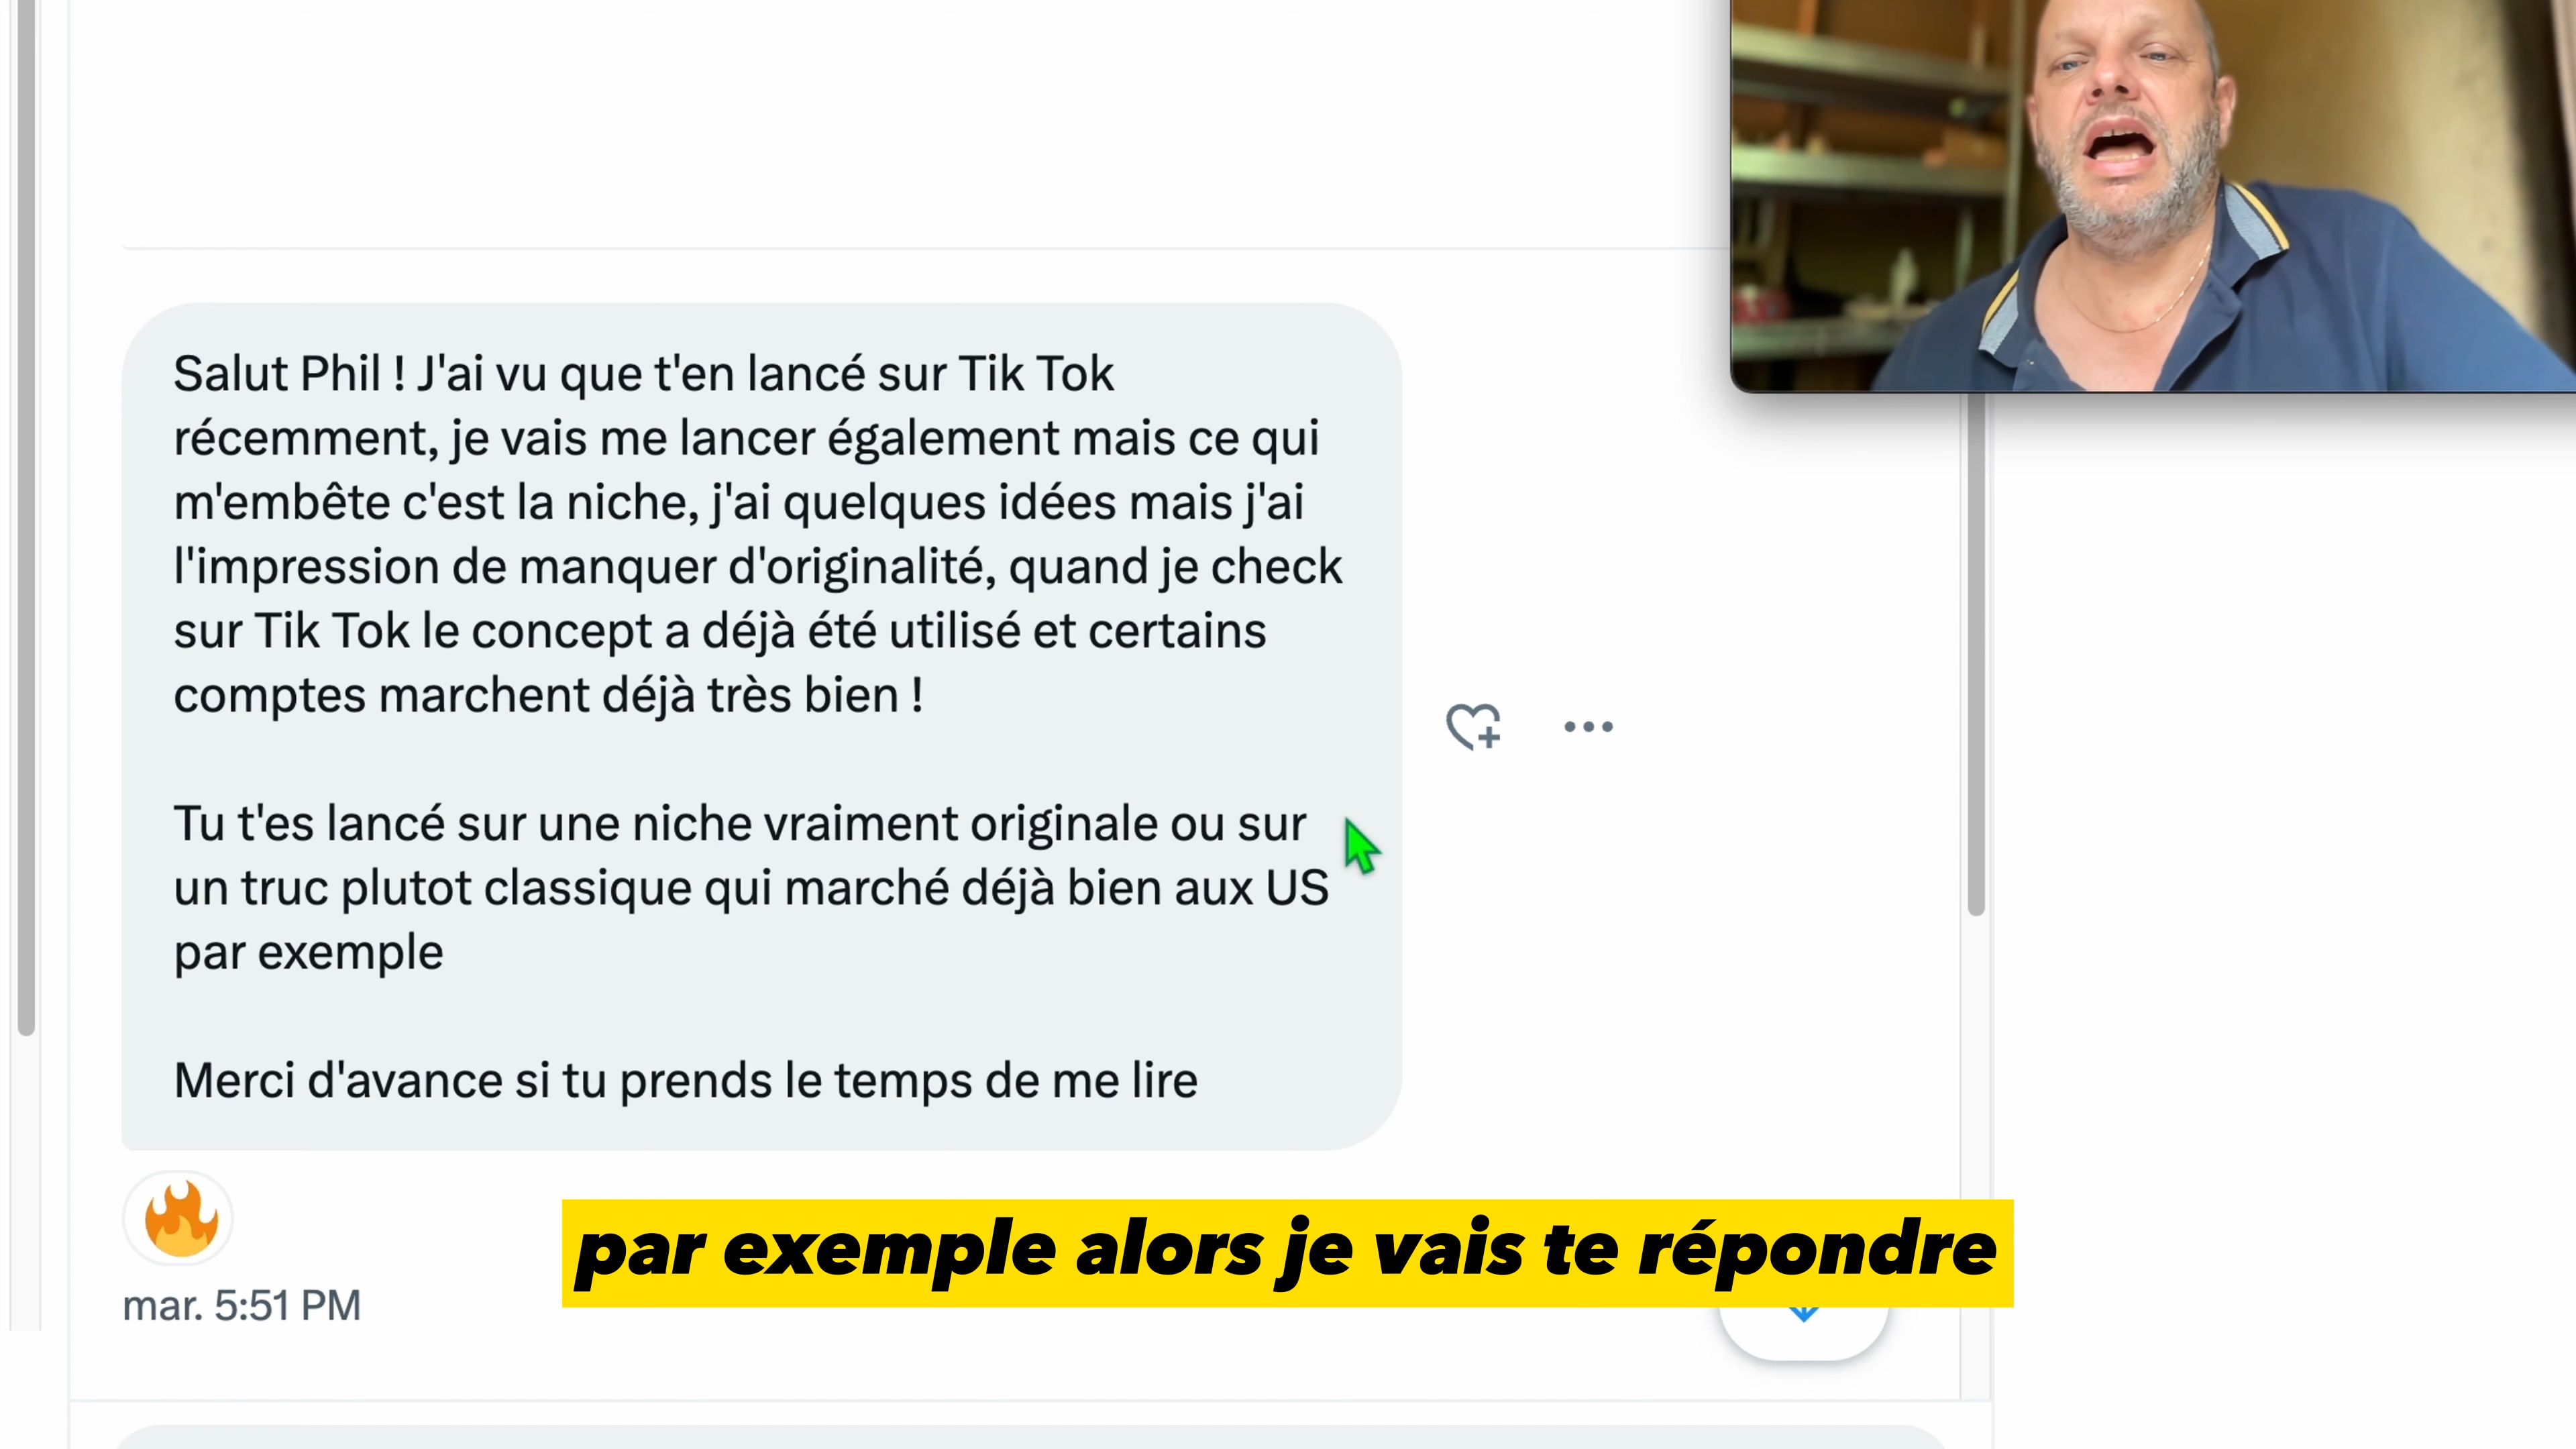 Salut Phil ! J'ai vu que t'en lancé sur Tik Tok
récemment, je vais me lancer également mais ce qui
m'embête c'est la niche, j'ai quelques idées mais j'ai
l'impression de manquer d'originalité, quand je check
sur Tik Tok le concept a déjà été utilisé et certains
comptes marchent déjà très bien !
Tu t'es lancé sur une niche vraiment originale ou sur
un truc plutot classique qui marché déjà bien aux US
par exemple
Merci d'avance si tu prends le temps de me lire
par exemple alors je vais te répondre
mar. 5:51 PM